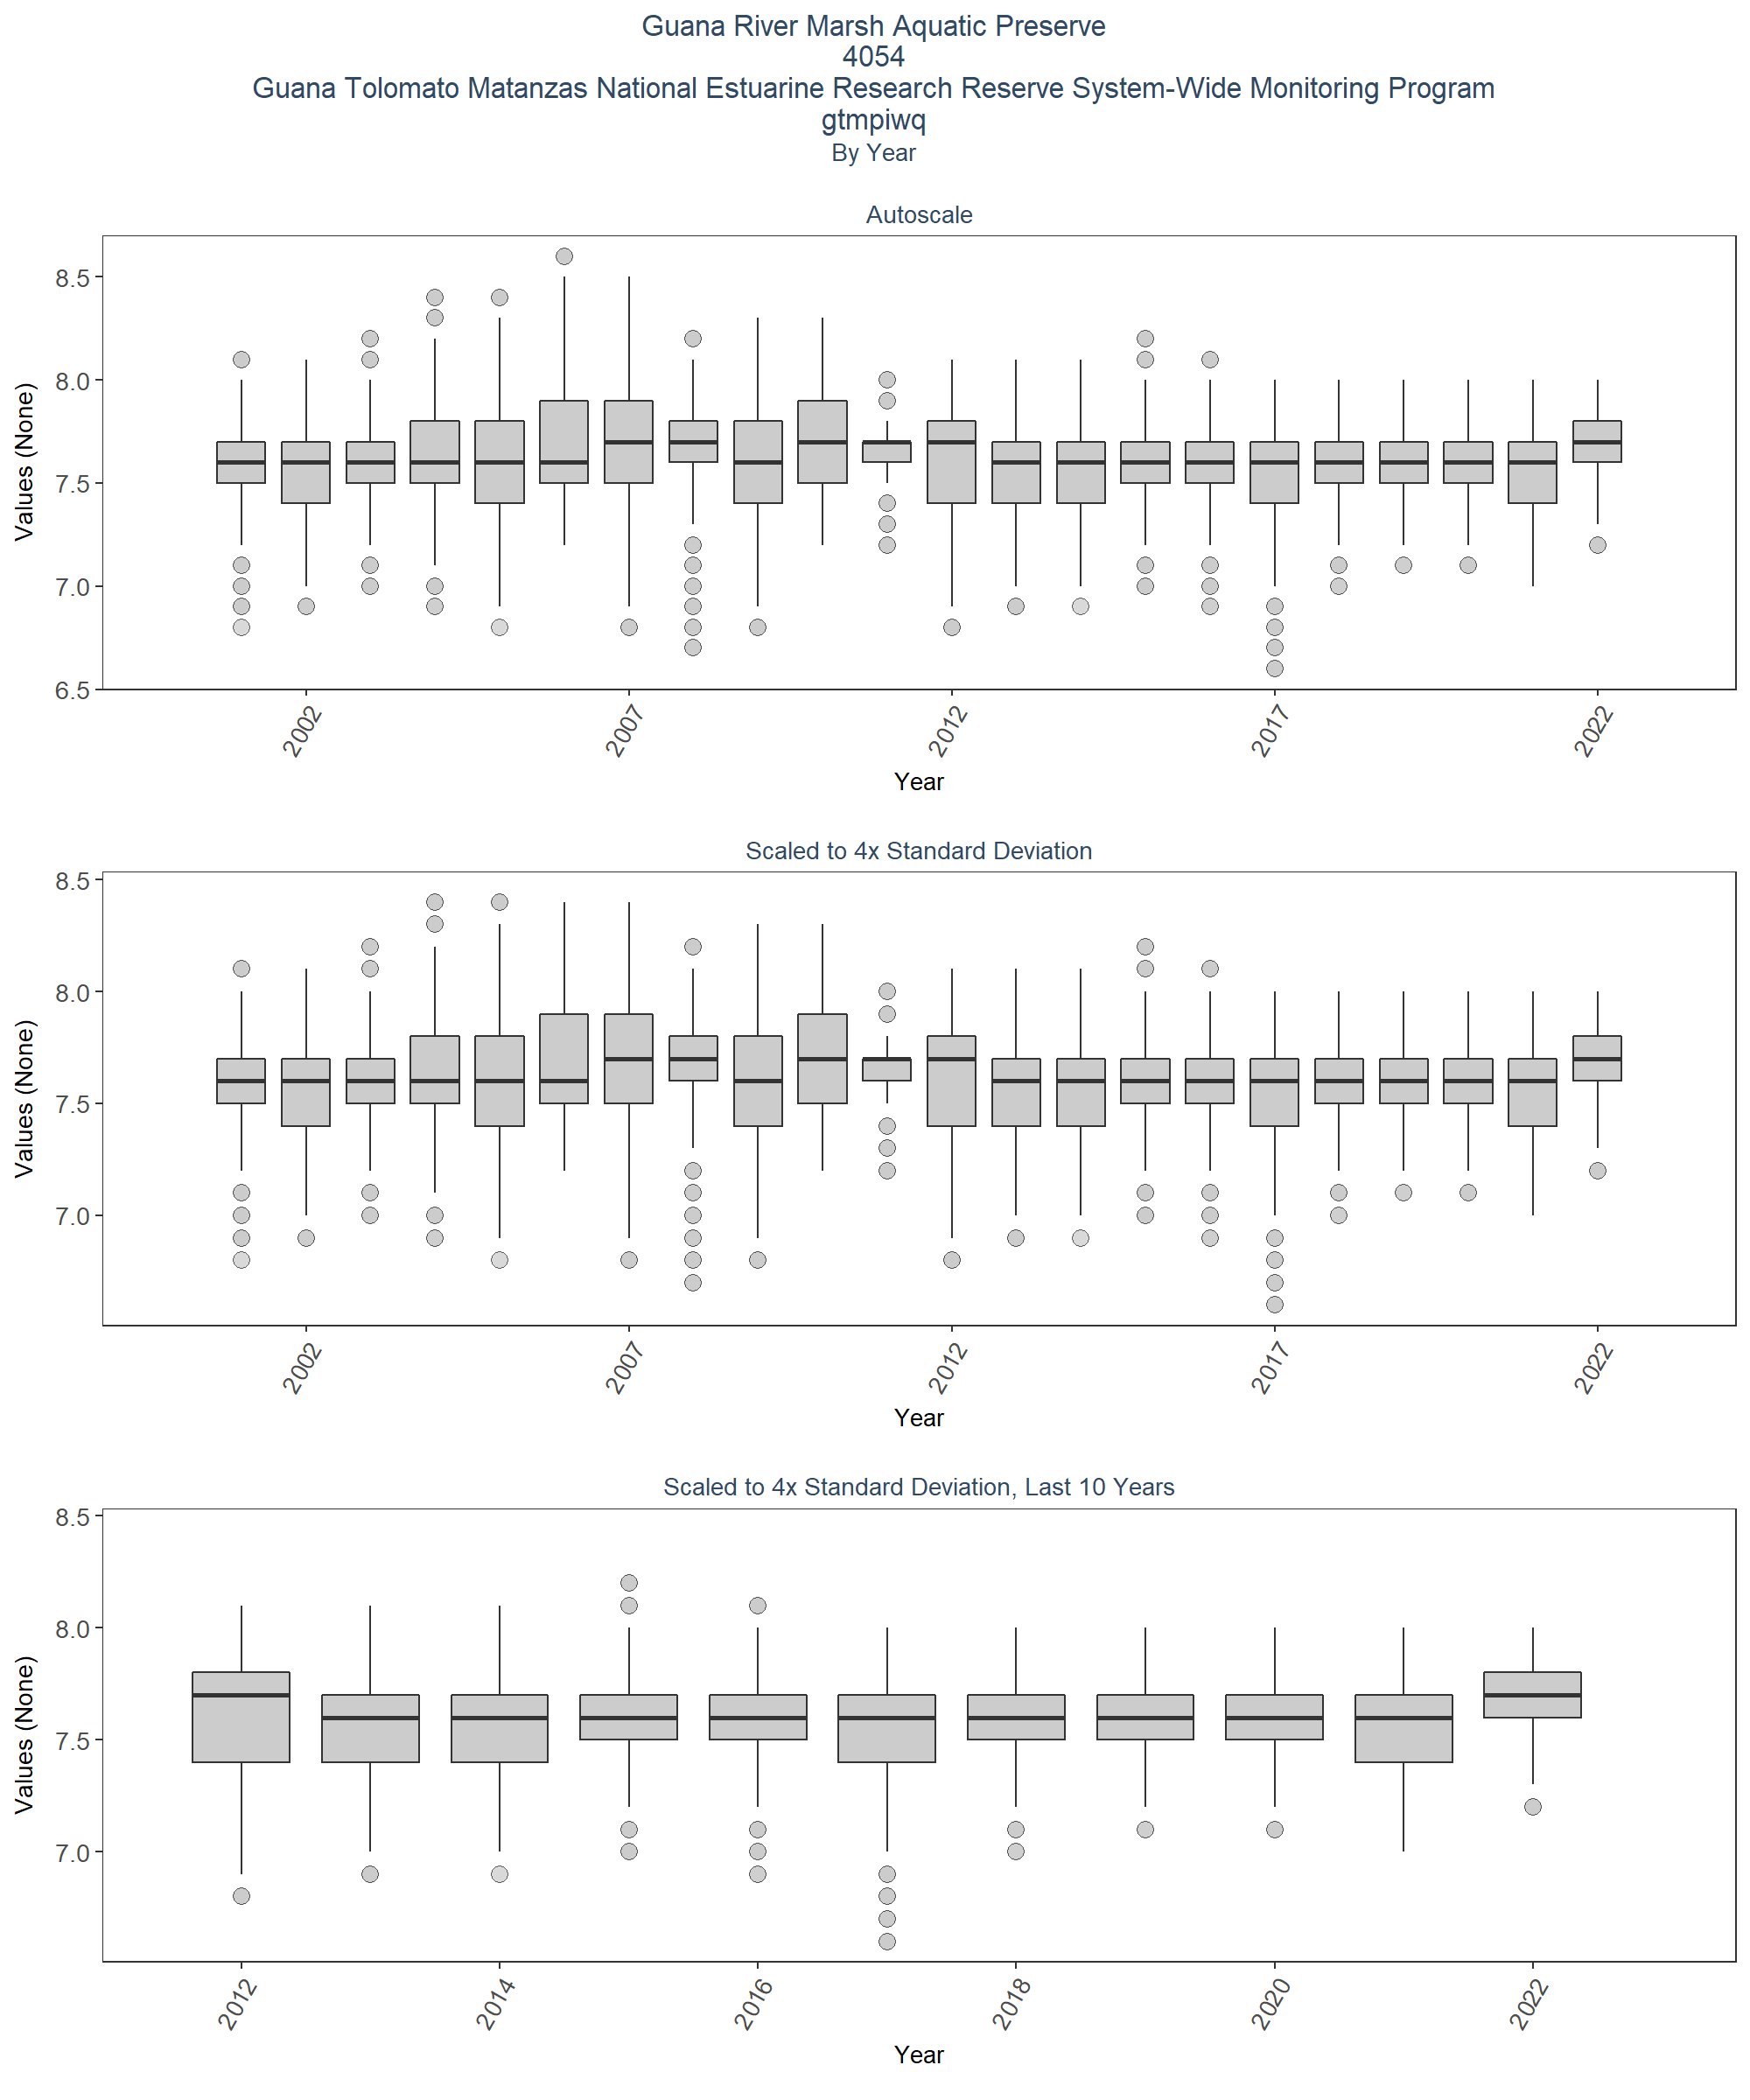 Guana River Marsh Aquatic Preserve
4054
Guana Tolomato Matanzas National Estuarine Research Reserve System-Wide Monitoring Program
gtmpiwq
By Year
Autoscale
Values (None)
8.5
8.0
7.5
7.0
6.5
2002 2007 2012 2017 2022
Year
Scaled to 4x Standard Deviation
Values (None)
8.5
8.0
7.5
7.0
2002 2007 2012 2017 2022
Year
Scaled to 4x Standard Deviation, Last 10 Years
Values (None)
8.5
8.0
7.5
7.0
2012 2014 2016 2018 2020 2022
Year